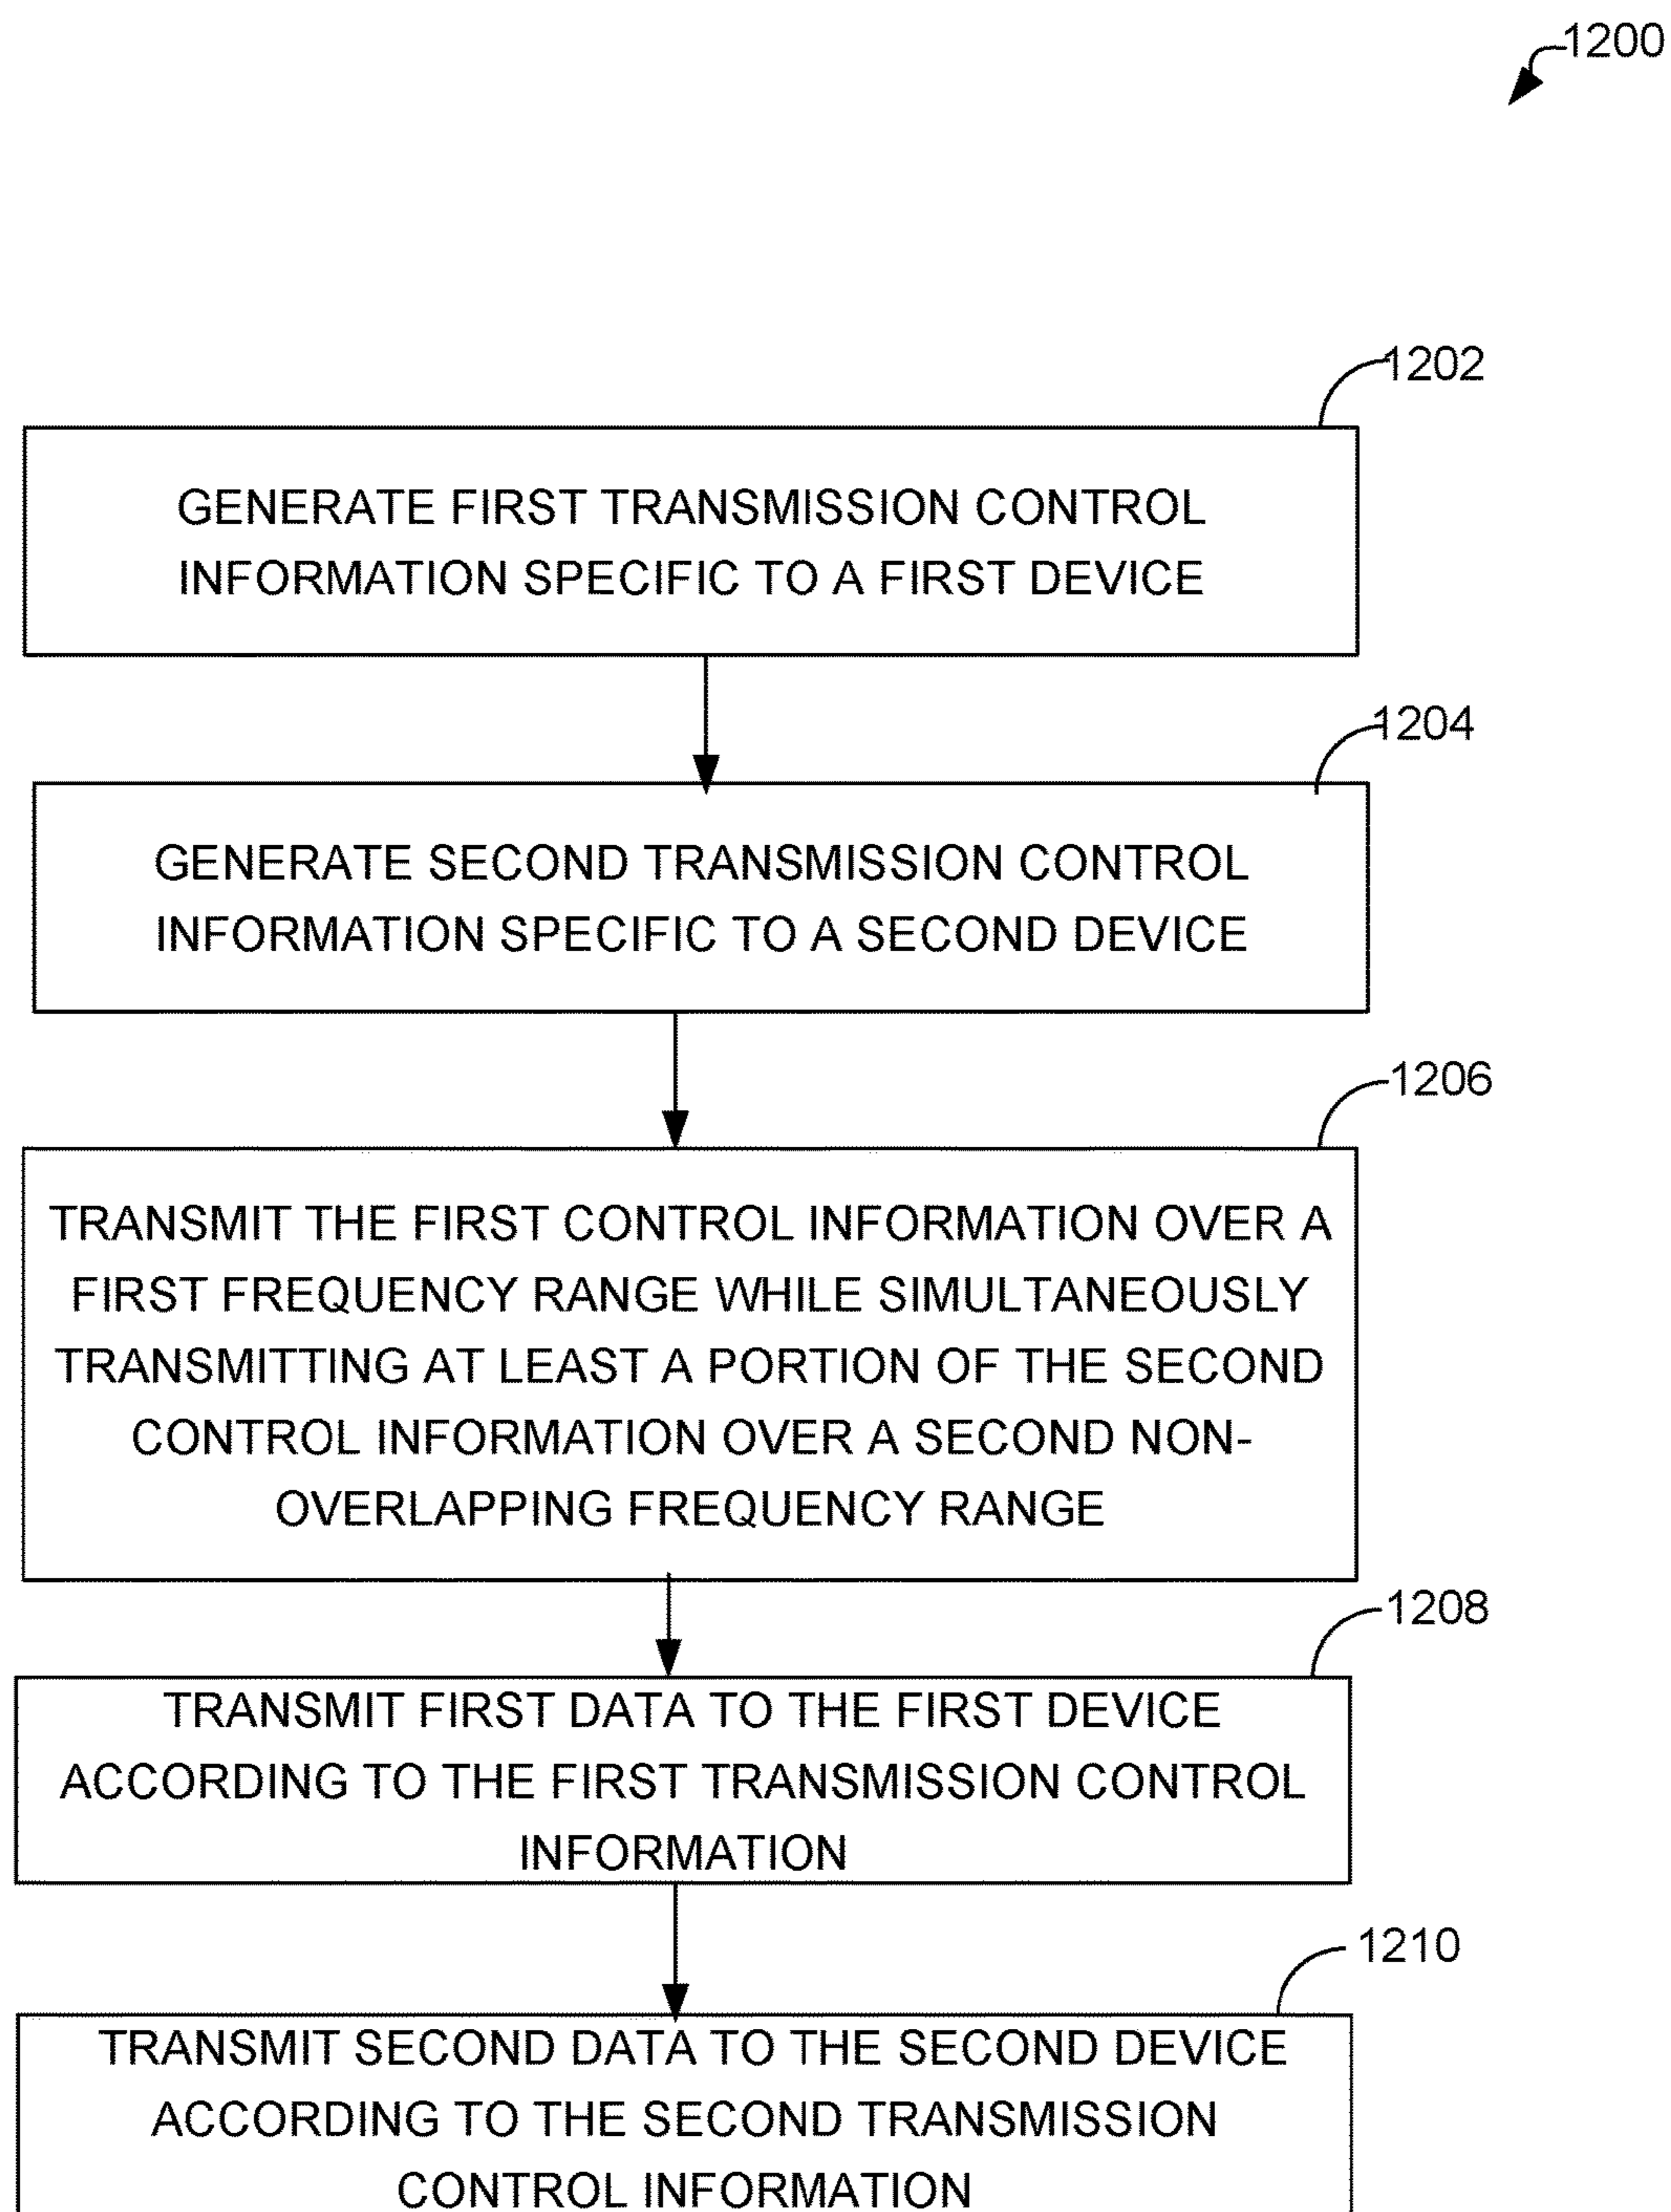 1200
1202
GENERATE FIRST TRANSMISSION CONTROL
INFORMATION SPECIFIC TO A FIRST DEVICE
1204
GENERATE SECOND TRANSMISSION CONTROL
INFORMATION SPECIFIC TO A SECOND DEVICE
1206
TRANSMIT THE FIRST CONTROL INFORMATION OVER A
FIRST FREQUENCY RANGE WHILE SIMULTANEOUSLY
TRANSMITTING AT LEAST A PORTION OF THE SECOND
CONTROL INFORMATION OVER A SECOND NON-
OVERLAPPING FREQUENCY RANGE
1208
TRANSMIT FIRST DATA TO THE FIRST DEVICE
ACCORDING TO THE FIRST TRANSMISSION CONTROL
INFORMATION
1210
TRANSMIT SECOND DATA TO THE SECOND DEVICE
ACCORDING TO THE SECOND TRANSMISSION
CONTROL INFORMATION